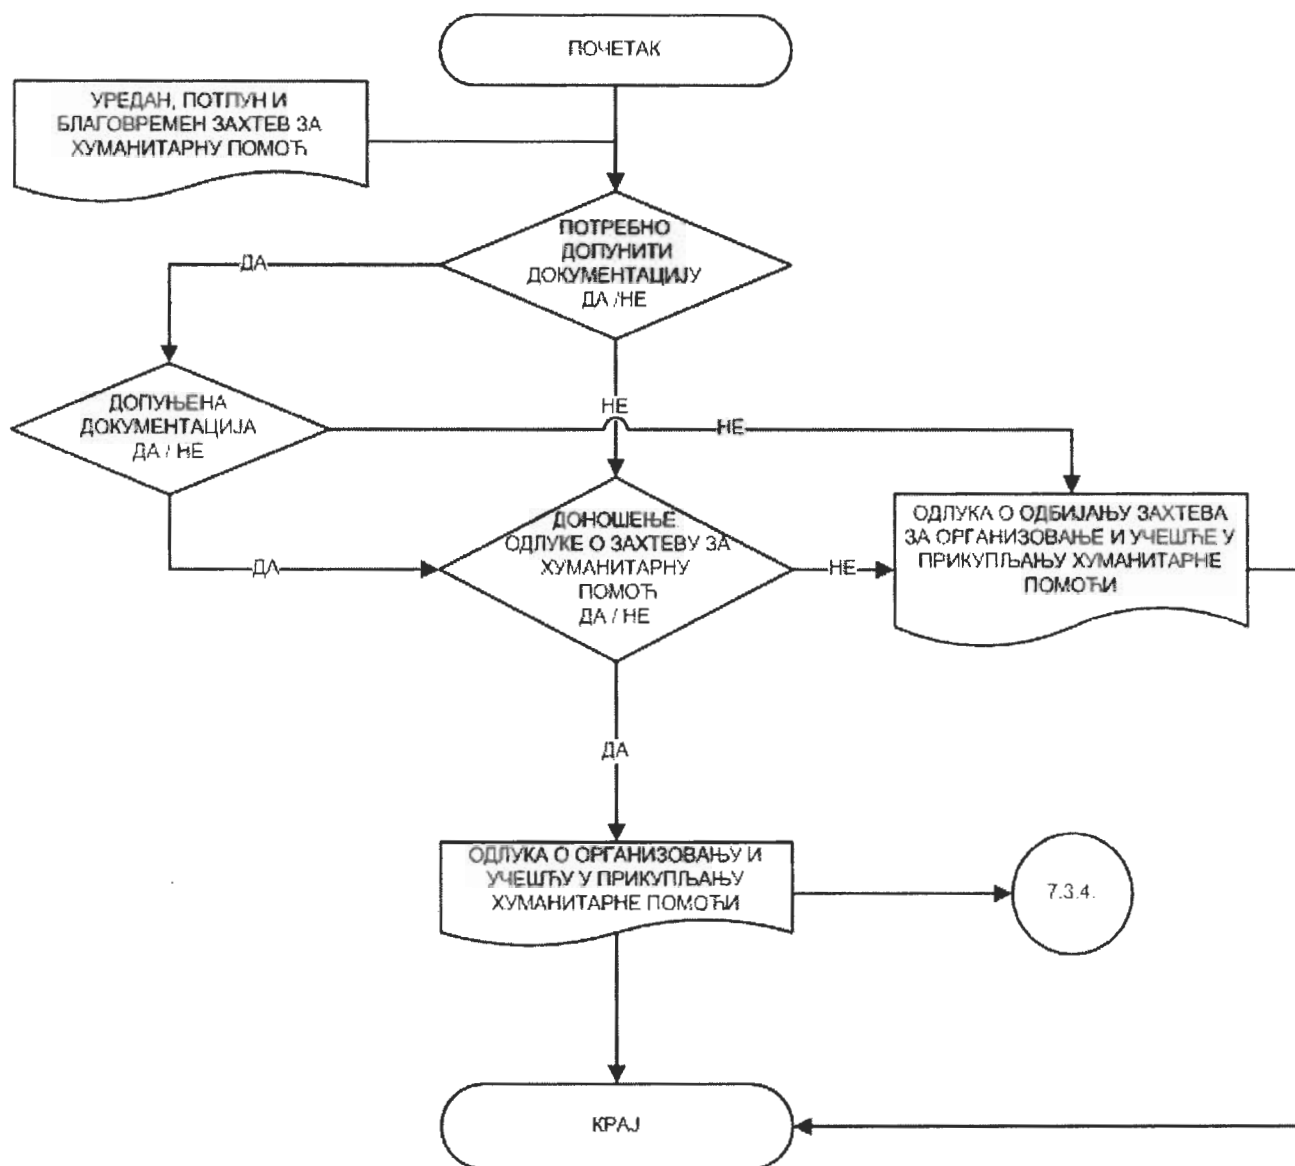 ПОЧЕТАК
УРЕДАН, ПОТПУН И
БЛАГОВРЕМЕН ЗАХТЕВ ЗА
ХУМАНИТАРНУ ПОМОЋ
ПОТРЕБНО
ДОПУНИТИ
ДОКУМЕНТАЦИЈУ
ДА /НЕ
ДА
ДОПУЊЕНА
ДОКУМЕНТАЦИЈА
ДА / НЕ
НЕ
НЕ
ДОНОШЕЊЕ
ОДЛУКЕ О ЗАХТЕВУ ЗА
ХУМАНИТАРНУ
ПОМОЋ
ДА / НЕ
ДА
НЕ
ОДЛУКА О ОДБИЈАЊУ ЗАХТЕВА
ЗА ОРГАНИЗОВАЊЕ И УЧЕШЋЕ У
ПРИКУПЉАЊУ ХУМАНИТАРНЕ
ПОМОЋИ
ДА
ОДЛУКА О ОРГАНИЗОВАЊУ И
УЧЕШЋУ У ПРИКУПЉАЊУ
ХУМАНИТАРНЕ ПОМОЋИ
7.3.4.
КРАЈ